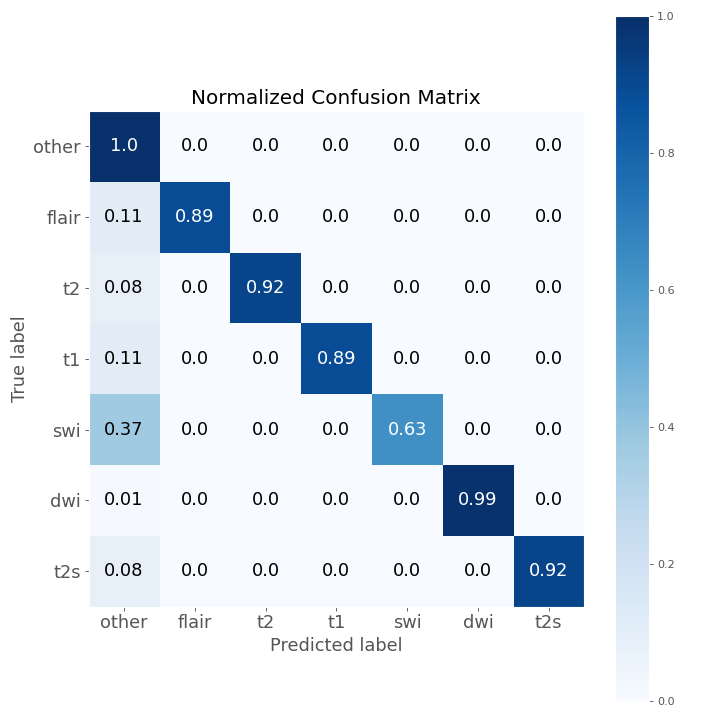 Normalized Confusion Matrix
True label
other 1.0 0.0 0.0 0.0 0.0 0.0 0.0
flair 0.11 0.89 0.0 0.0 0.0 0.0 0.0
t2 0.08 0.0 0.92 0.0 0.0 0.0 0.0
t1 0.11 0.0 0.0 0.89 0.0 0.0 0.0
swi 0.37 0.0 0.0 0.0 0.63 0.0 0.0
dwi 0.01 0.0 0.0 0.0 0.0 0.99 0.0
t2s 0.08 0.0 0.0 0.0 0.0 0.0 0.92
other flair t2 t1 swi dwi t2s
Predicted label
1.0
0.8
0.6
0.4
0.2
0.0